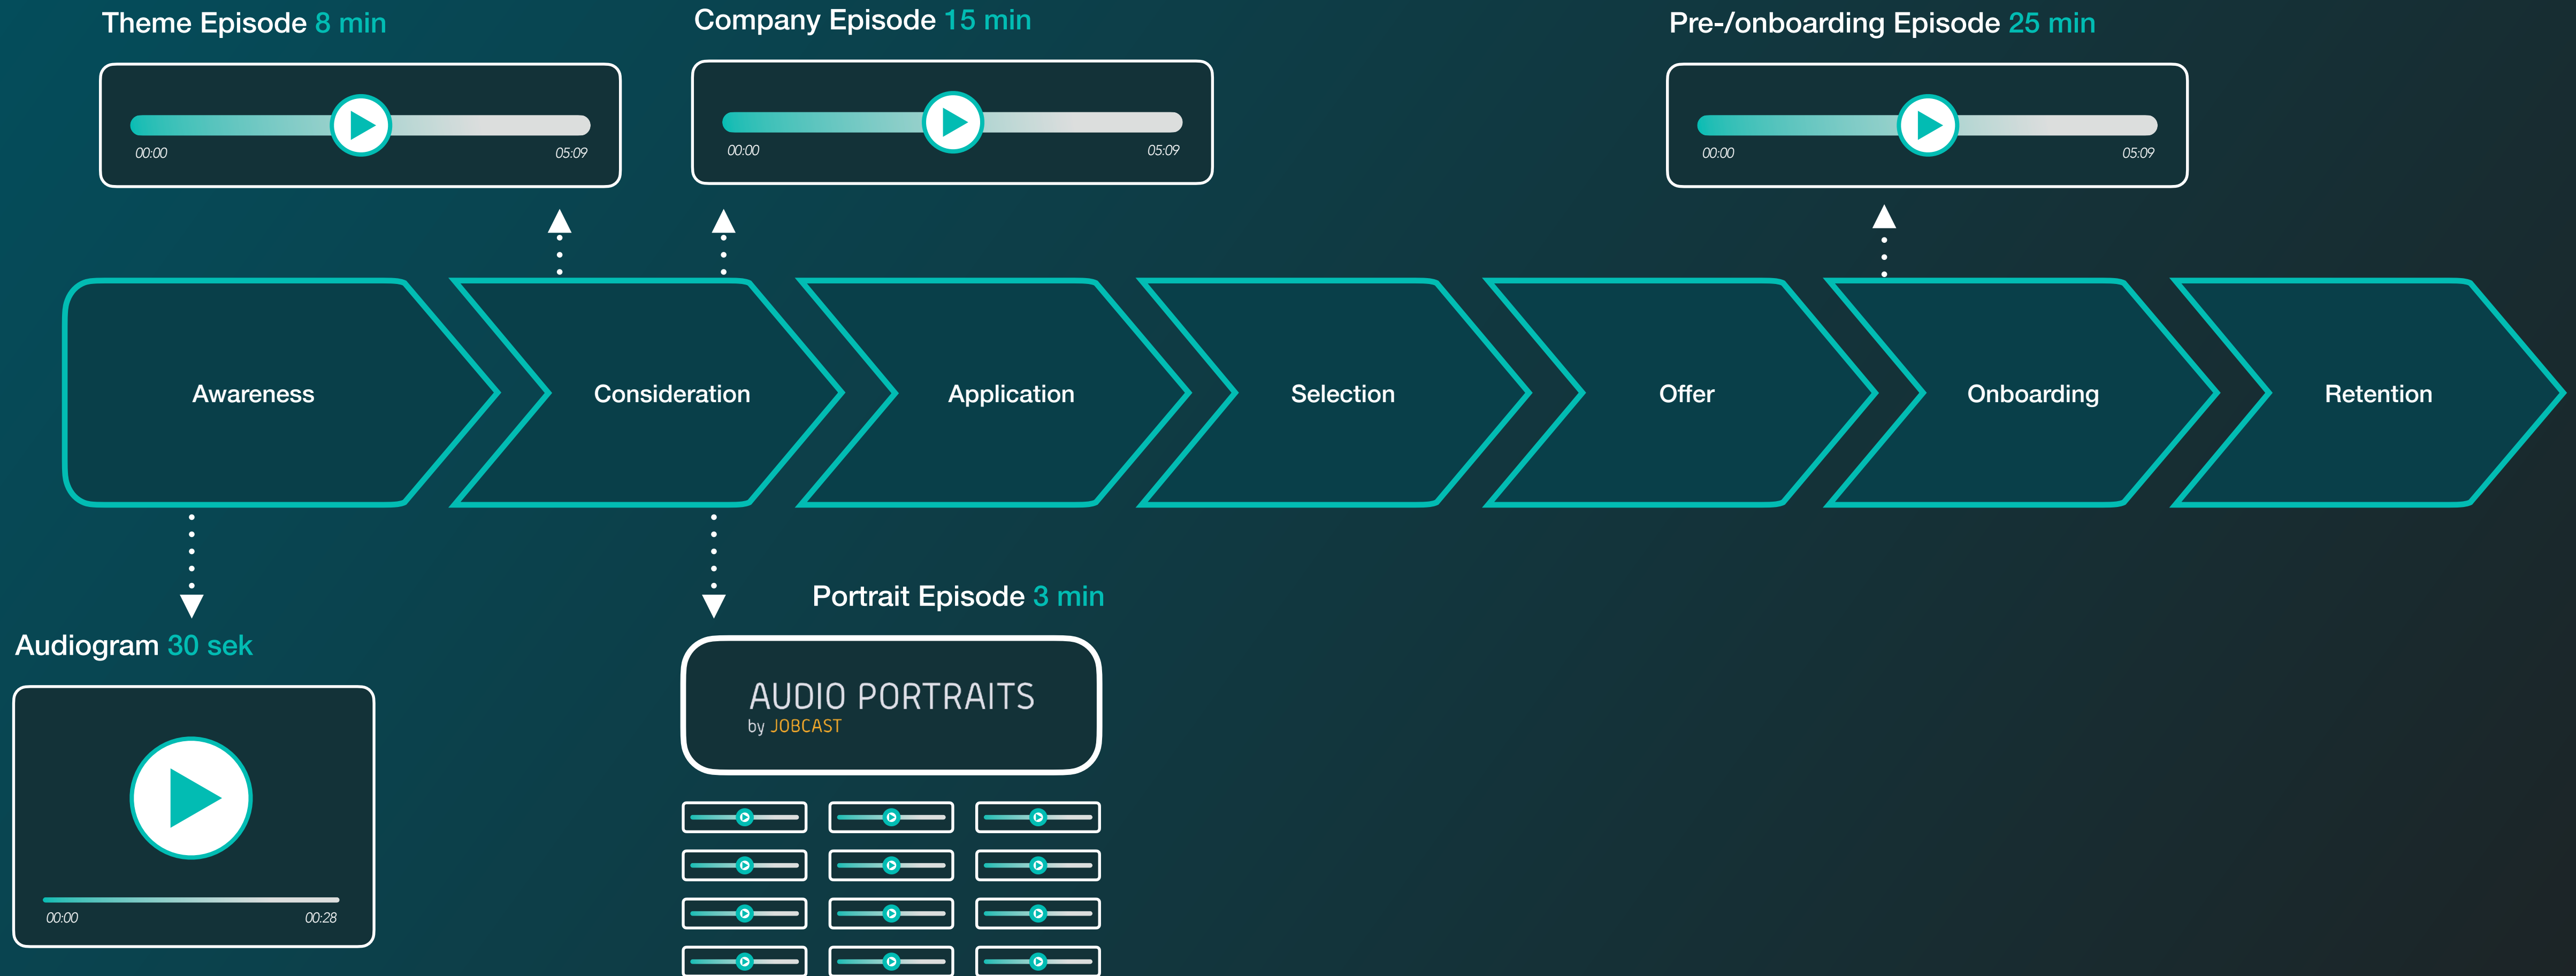 Theme Episode 8 min
00:00 05:09
Company Episode 15 min
00:00 05:09
Pre-/onboarding Episode 25 min
00:00 05:09
Awareness
Consideration
Application
Selection
Offer
Onboarding
Retention
Audiogram 30 sek
00:00 00:28
Portrait Episode 3 min
AUDIO PORTRAITS
by JOBCAST